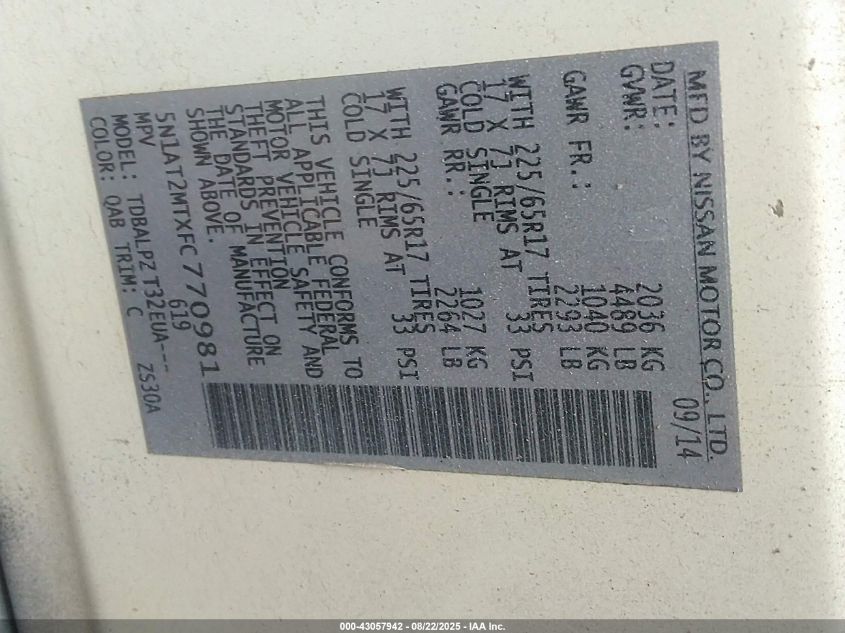 MFD BY NISSAN MOTOR CO., LTD.
DATE: 09/14
GVWR: 2036 KG
4489 LB
GAWR FR.: 1040 KG
2293 LB
WITH 225/65R17 TIRES
17 X 7J RIMS AT 33 PSI
COLD SINGLE
GAWR RR.: 1027 KG
2264 LB
WITH 225/65R17 TIRES
17 X 7J RIMS AT 33 PSI
COLD SINGLE
THIS VEHICLE CONFORMS TO
ALL APPLICABLE FEDERAL
MOTOR VEHICLE SAFETY AND
THEFT PREVENTION
STANDARDS IN EFFECT ON
THE DATE OF MANUFACTURE
SHOWN ABOVE.
5N1AT2MTXFC770981
MPV 619
MODEL: TDBALPZ T32EUA---
COLOR: QAB TRIM: C ZS30A
000-43057942 - 08/22/2025 - IAA Inc.